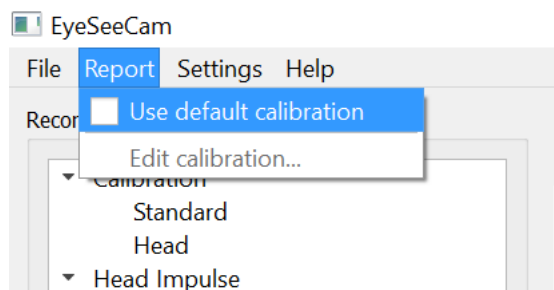 EyeSeeCam
File Report Settings Help
Use default calibration
Edit calibration...
Calibration
Standard
Head
Head Impulse